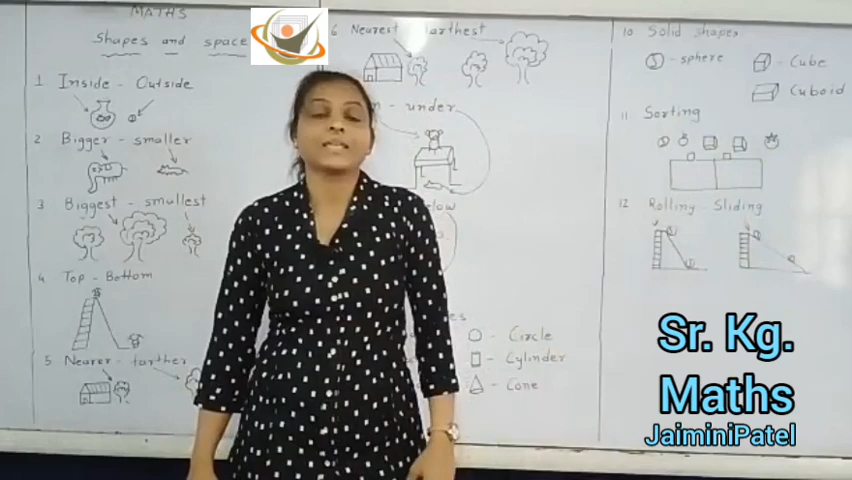 MATHS
Shapes and space
1 Inside - Outside
2 Bigger - smaller
3 Biggest - smallest
4 Top - Bottom
5 Nearer - farther
6 Nearest farthest
- under
10 Solid shapes
- sphere
- Cube
Cuboid
11 Sorting
12 Rolling - Sliding
- Circle
- Cylinder
- Cone
Sr. Kg.
Maths
JaiminiPatel